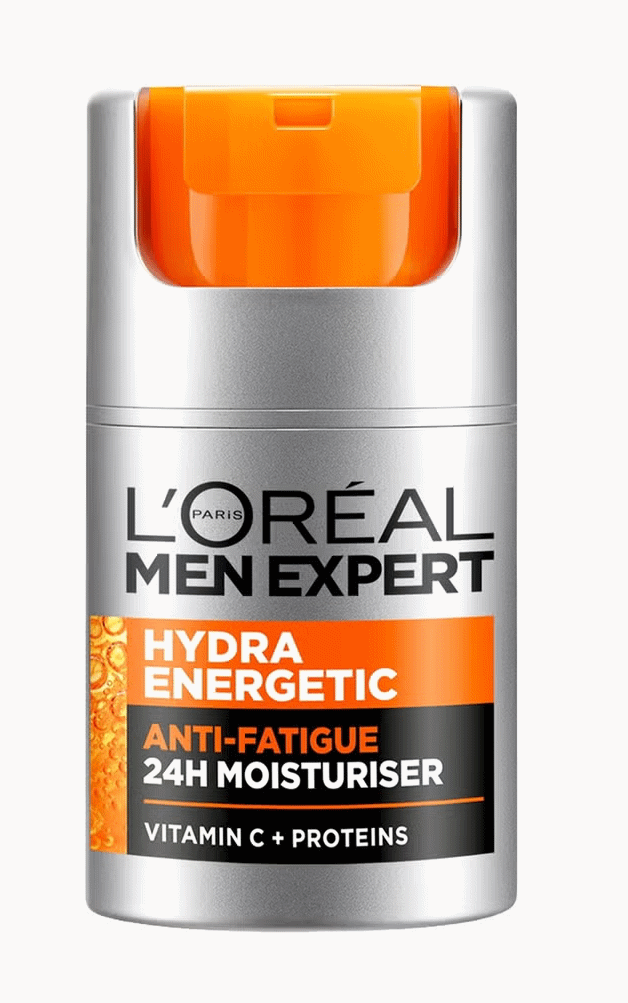 L'ORÉAL
PARIS
MEN EXPERT
HYDRA
ENERGETIC
ANTI-FATIGUE
24H MOISTURISER
VITAMIN C + PROTEINS